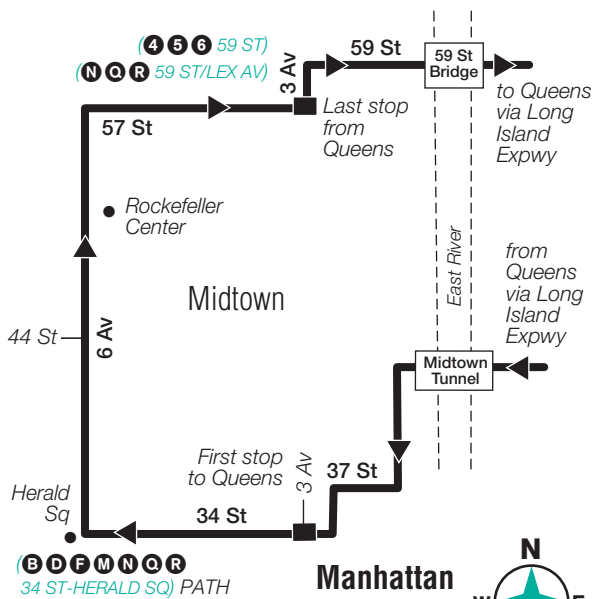 (4 5 6 59 ST)
(N Q R 59 ST/LEX AV)
3 Av
59 St
59 St
Bridge
to Queens
via Long
Island
Expwy
57 St
Last stop
from
Queens
Rockefeller
Center
East River
from
Queens
via Long
Island
Expwy
Midtown
44 St
6 Av
Midtown
Tunnel
First stop
to Queens
3 Av
37 St
Herald
Sq
34 St
(B D F M N Q R
34 ST-HERALD SQ) PATH
Manhattan
N
W
E